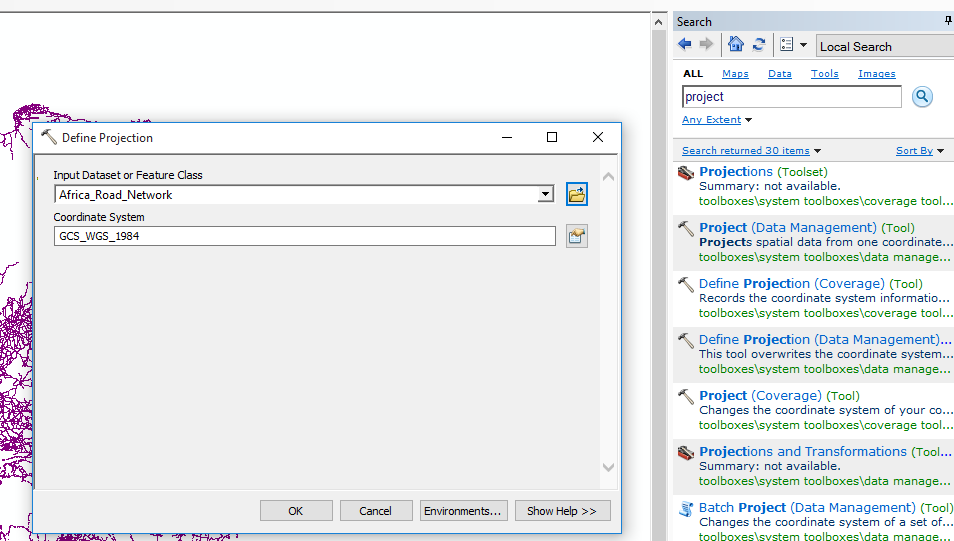 Define Projection
Input Dataset or Feature Class
Africa_Road_Network
Coordinate System
GCS_WGS_1984
OK
Cancel
Environments...
Show Help >>
Search
Local Search
ALL Maps Data Tools Images
project
Any Extent
Search returned 30 items Sort By
Projections (Toolset)
Summary: not available.
toolboxes\system toolboxes\coverage tool...
Project (Data Management) (Tool)
Projects spatial data from one coordinate...
toolboxes\system toolboxes\data manage...
Define Projection (Coverage) (Tool)
Records the coordinate system informatio...
toolboxes\system toolboxes\coverage tool...
Define Projection (Data Management)...
This tool overwrites the coordinate system...
toolboxes\system toolboxes\data manage...
Project (Coverage) (Tool)
Changes the coordinate system of your co...
toolboxes\system toolboxes\coverage tool...
Projections and Transformations (Tool...
Summary: not available.
toolboxes\system toolboxes\data manage...
Batch Project (Data Management) (Tool)
Changes the coordinate system of a set of...
toolboxes\system toolboxes\data manage...